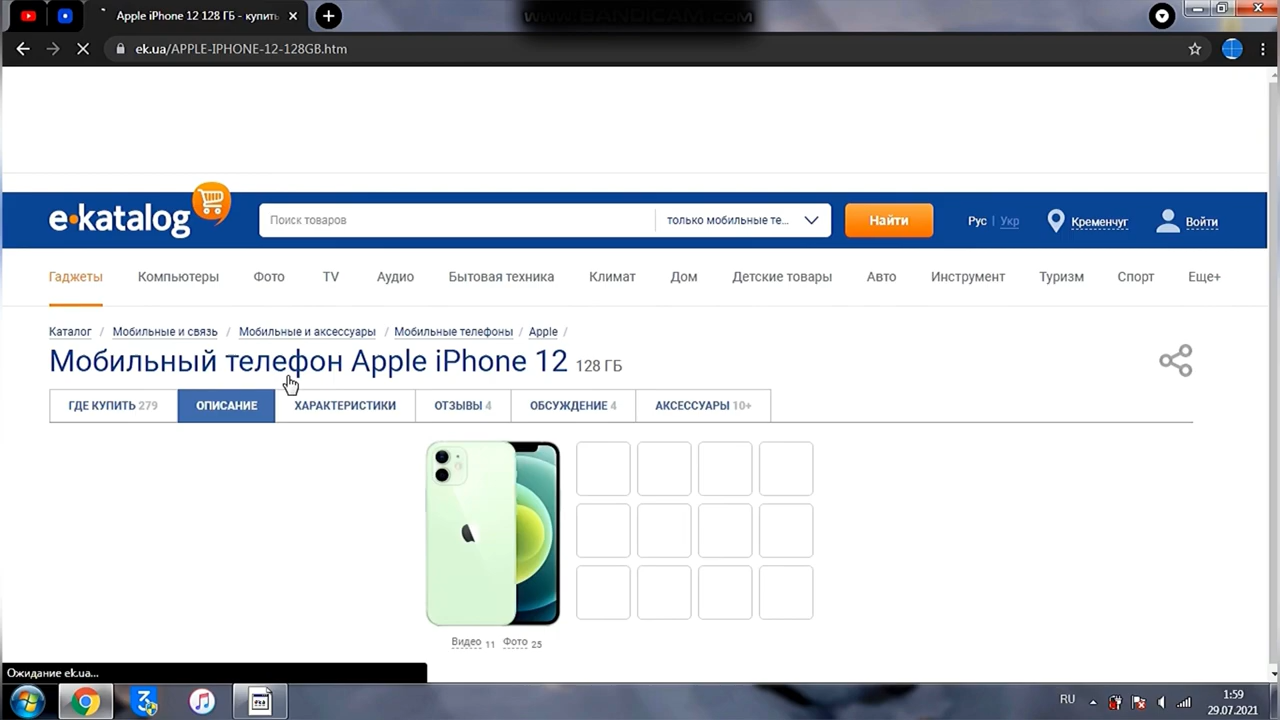 Apple iPhone 12 128 ГБ - купить
WWW.BANDICAM.COM
ek.ua/APPLE-IPHONE-12-128GB.htm
e·katalog
Поиск товаров
только мобильные те...
Найти
Рус | Укр
Кременчуг
Войти
Гаджеты Компьютеры Фото TV Аудио Бытовая техника Климат Дом Детские товары Авто Инструмент Туризм Спорт Еще+
Каталог / Мобильные и связь / Мобильные и аксессуары / Мобильные телефоны / Apple /
Мобильный телефон Apple iPhone 12 128 ГБ
ГДЕ КУПИТЬ 279 ОПИСАНИЕ ХАРАКТЕРИСТИКИ ОТЗЫВЫ 4 ОБСУЖДЕНИЕ 4 АКСЕССУАРЫ 10+
Видео 11 Фото 25
Ожидание ek.ua...
RU
1:59
29.07.2021